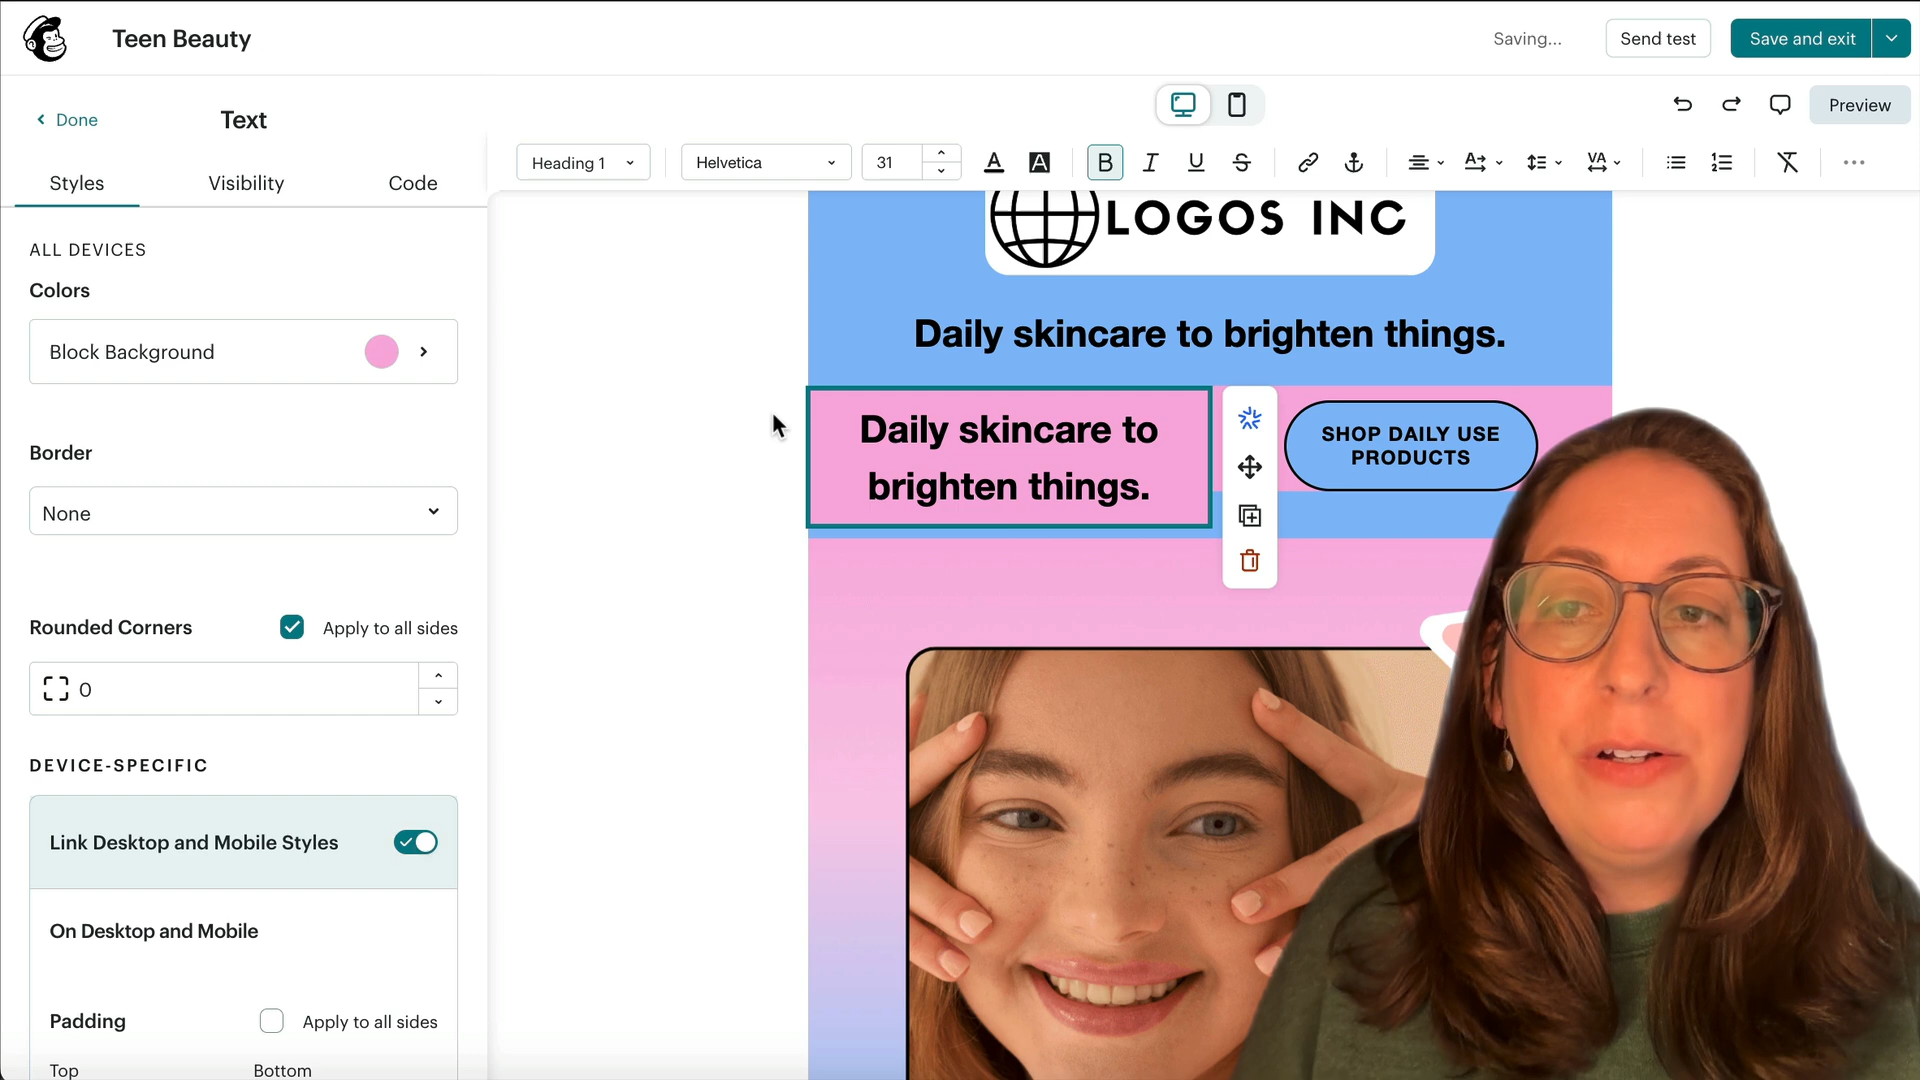 Teen Beauty
Saving...
Send test
Save and exit
Done
Text
Preview
Heading 1
Helvetica
31
A
A
B
I
U
S
A
VA
Styles
Visibility
Code
LOGOS INC
ALL DEVICES
Colors
Daily skincare to brighten things.
Block Background
Daily skincare to
brighten things.
SHOP DAILY USE
PRODUCTS
Border
None
Rounded Corners
Apply to all sides
0
DEVICE-SPECIFIC
Link Desktop and Mobile Styles
On Desktop and Mobile
Padding
Apply to all sides
Top
Bottom